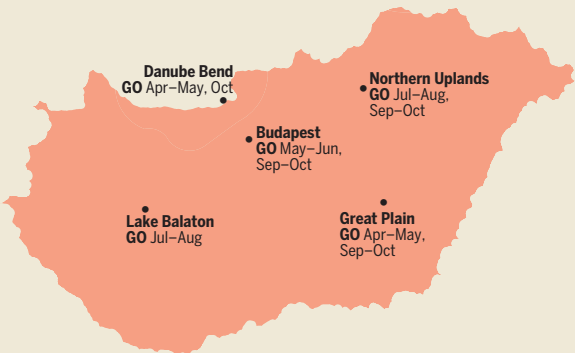 Danube Bend
GO Apr–May, Oct
Northern Uplands
GO Jul–Aug,
Sep–Oct
Budapest
GO May–Jun,
Sep–Oct
Lake Balaton
GO Jul–Aug
Great Plain
GO Apr–May,
Sep–Oct